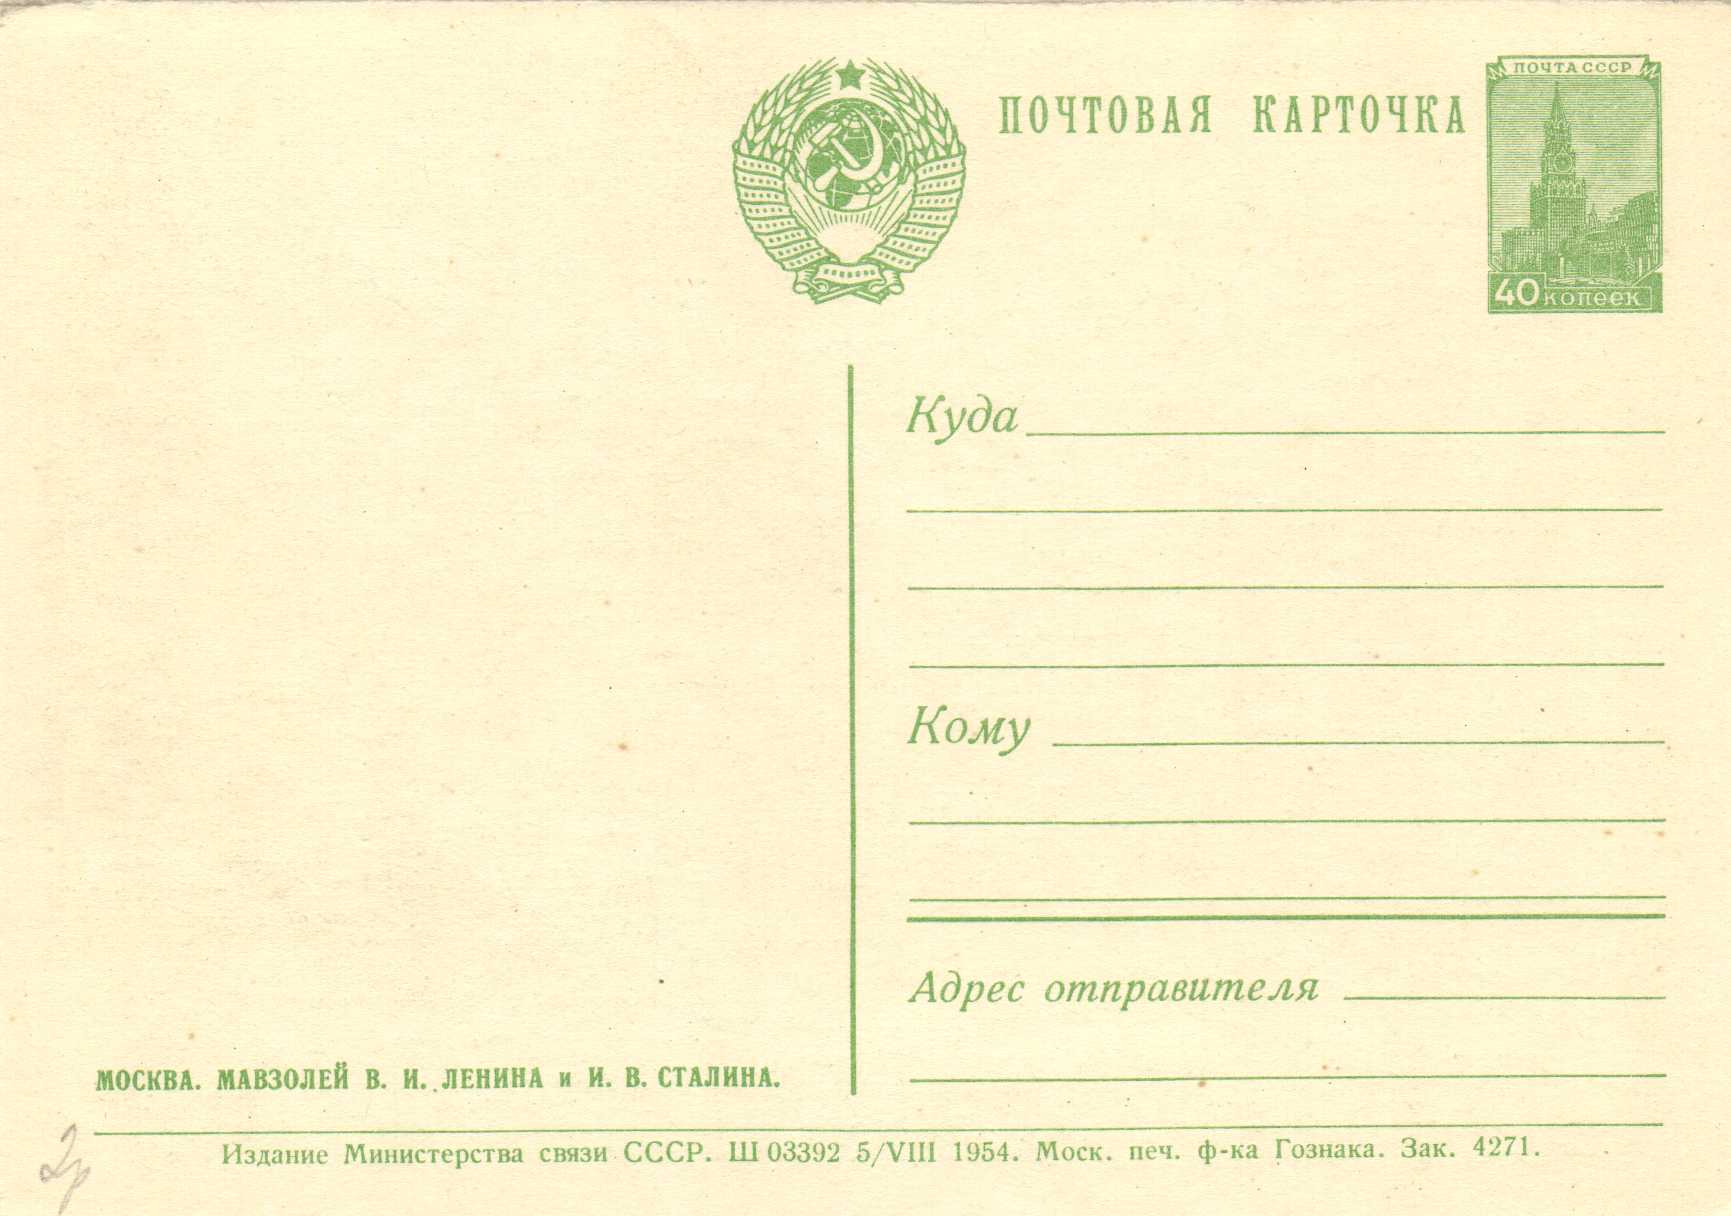 ПОЧТОВАЯ КАРТОЧКА
ПОЧТА СССР
40 КОПЕЕК
Куда
Кому
Адрес отправителя
МОСКВА. МАВЗОЛЕЙ В. И. ЛЕНИНА и И. В. СТАЛИНА.
Издание Министерства связи СССР. Ш 03392 5/VIII 1954. Моск. печ. ф-ка Гознака. Зак. 4271.
2р